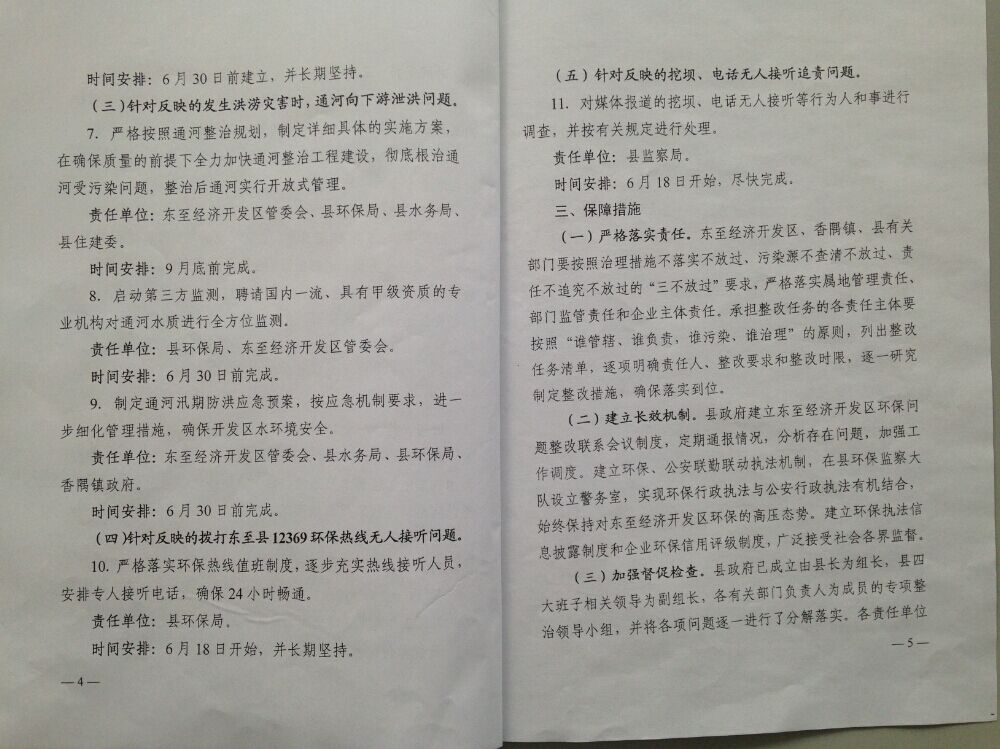 时间安排：6月30日前建立，并长期坚持。
（三）针对反映的发生洪涝灾害时，通河向下游泄洪问题。
7. 严格按照通河整治规划，制定详细具体的实施方案，
在确保质量的前提下全力加快通河整治工程建设，彻底根治通
河受污染问题，整治后通河实行开放式管理。
责任单位：东至经济开发区管委会、县环保局、县水务局、
县住建委。
时间安排：9月底前完成。
8. 启动第三方监测，聘请国内一流、具有甲级资质的专
业机构对通河水质进行全方位监测。
责任单位：县环保局、东至经济开发区管委会。
时间安排：6月30日前完成。
9. 制定通河汛期防洪应急预案，按应急机制要求，进一
步细化管理措施，确保开发区水环境安全。
责任单位：东至经济开发区管委会、县水务局、县环保局、
香隅镇政府。
时间安排：6月30日前完成。
（四）针对反映的拨打东至县12369环保热线无人接听问题。
10. 严格落实环保热线值班制度，逐步充实热线接听人员，
安排专人接听电话，确保24小时畅通。
责任单位：县环保局。
时间安排：6月18日开始，并长期坚持。
— 4 —
（五）针对反映的挖坝、电话无人接听追责问题。
11. 对媒体报道的挖坝、电话无人接听等行为人和事进行
调查，并按有关规定进行处理。
责任单位：县监察局。
时间安排：6月18日开始，尽快完成。
三、保障措施
（一）严格落实责任。东至经济开发区、香隅镇、县有关
部门要按照治理措施不落实不放过、污染源不查清不放过、责
任不追究不放过的“三不放过”要求，严格落实属地管理责任、
部门监管责任和企业主体责任。承担整改任务的各责任主体要
按照“谁管辖、谁负责，谁污染、谁治理”的原则，列出整改
任务清单，逐项明确责任人、整改要求和整改时限，逐一研究
制定整改措施，确保落实到位。
（二）建立长效机制。县政府建立东至经济开发区环保问
题整改联系会议制度，定期通报情况，分析存在问题，加强工
作调度。建立环保、公安联勤联动执法机制，在县环保监察大
队设立警务室，实现环保行政执法与公安行政执法有机结合，
始终保持对东至经济开发区环保的高压态势。建立环保执法信
息披露制度和企业环保信用评级制度，广泛接受社会各界监督。
（三）加强督促检查。县政府已成立由县长为组长，县四
大班子相关领导为副组长，各有关部门负责人为成员的专项整
治领导小组，并将各项问题逐一进行了分解落实。各责任单位
— 5 —